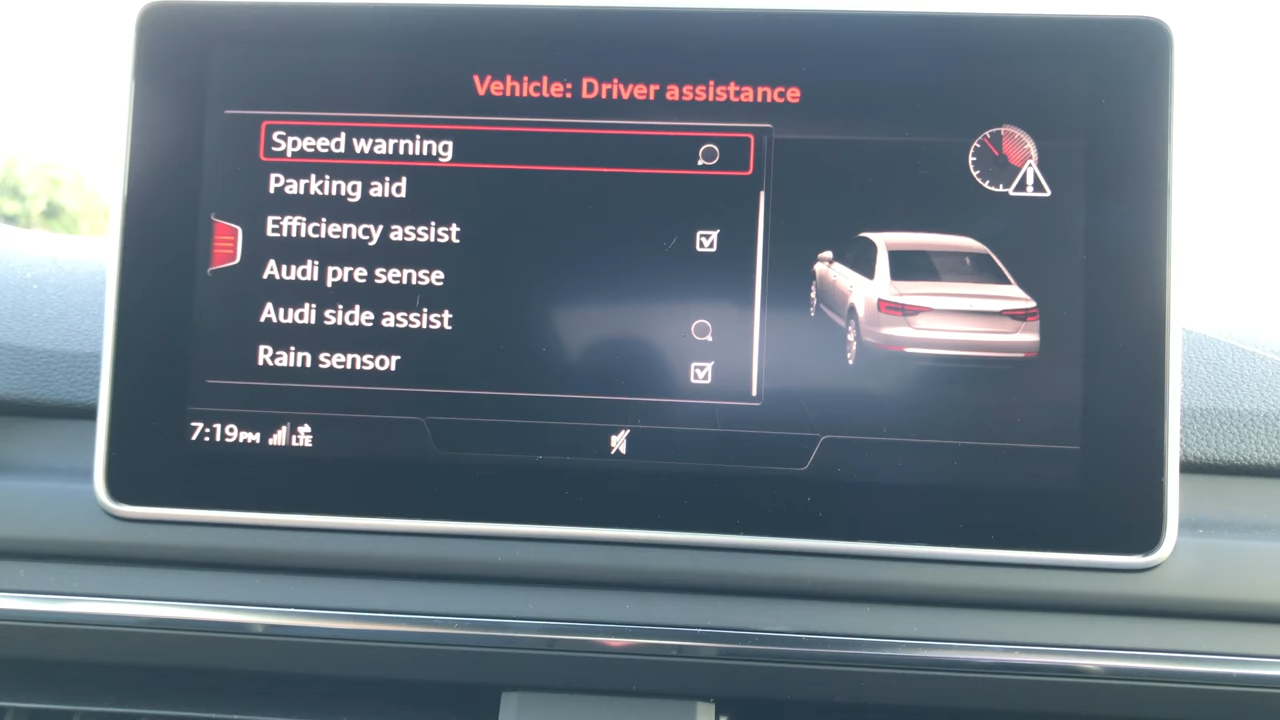 Vehicle: Driver assistance
Speed warning
Parking aid
Efficiency assist
Audi pre sense
Audi side assist
Rain sensor
7:19PM LTE